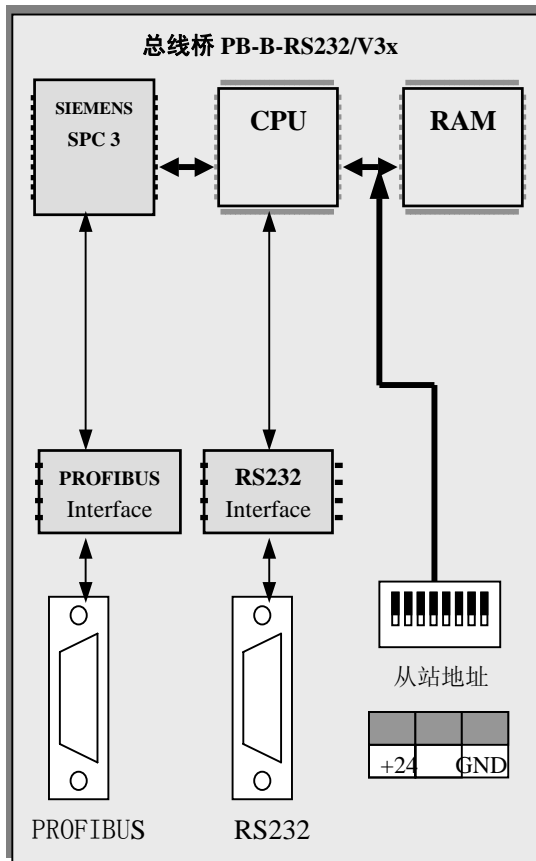 总线桥 PB-B-RS232/V3x
SIEMENS
SPC 3
CPU
RAM
PROFIBUS
Interface
RS232
Interface
从站地址
+24 GND
PROFIBUS
RS232